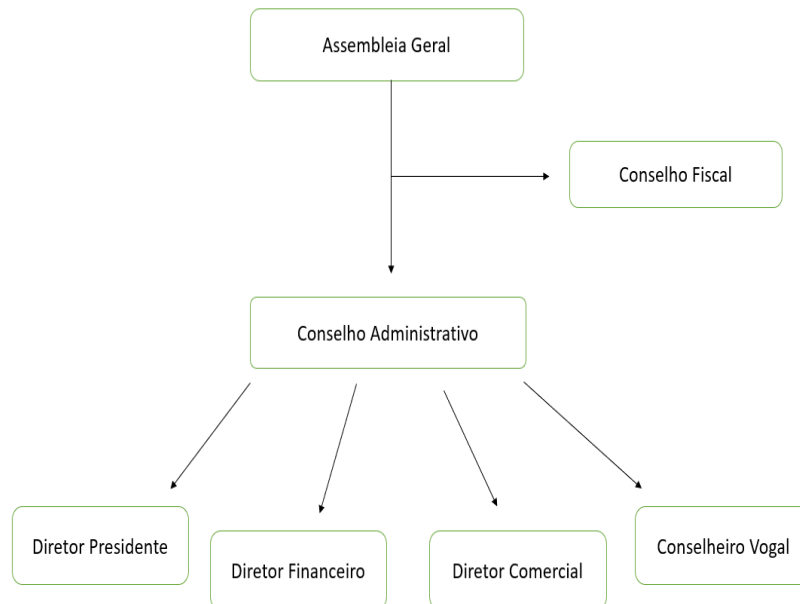 Assembleia Geral
Conselho Fiscal
Conselho Administrativo
Diretor Presidente
Diretor Financeiro
Diretor Comercial
Conselheiro Vogal